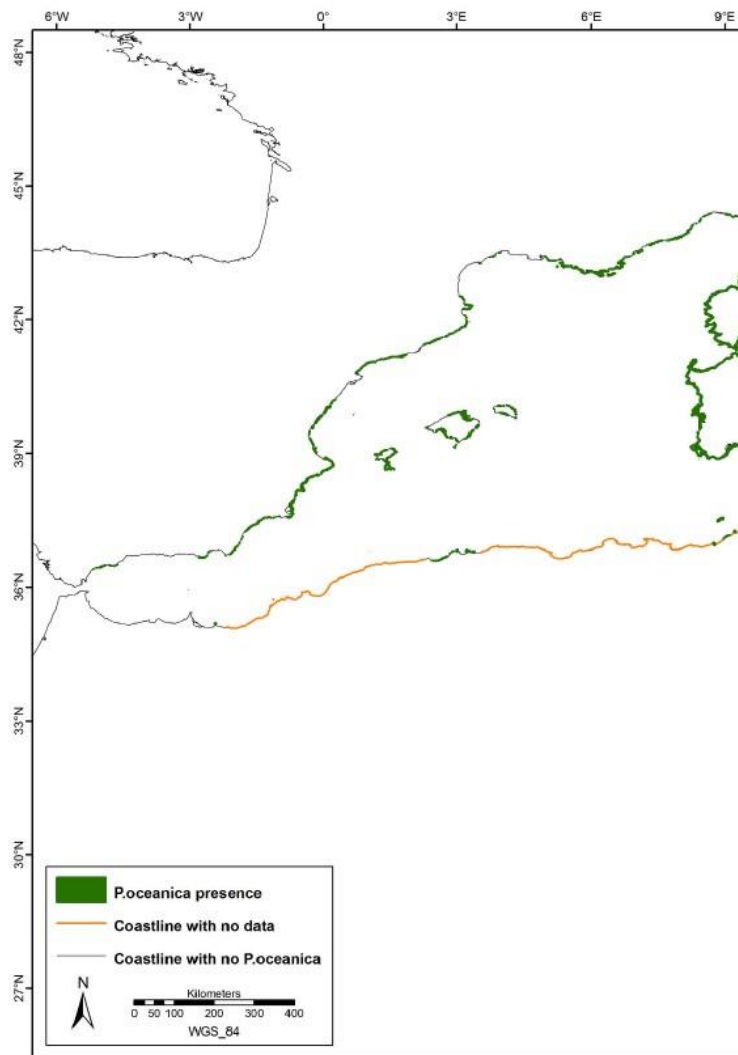 6°W 3°W 0° 3°E 6°E 9°E
48°N
45°N
42°N
39°N
36°N
33°N
30°N
27°N
P.oceanica presence
Coastline with no data
Coastline with no P.oceanica
N
Kilometers
0 50 100 200 300 400
WGS_84